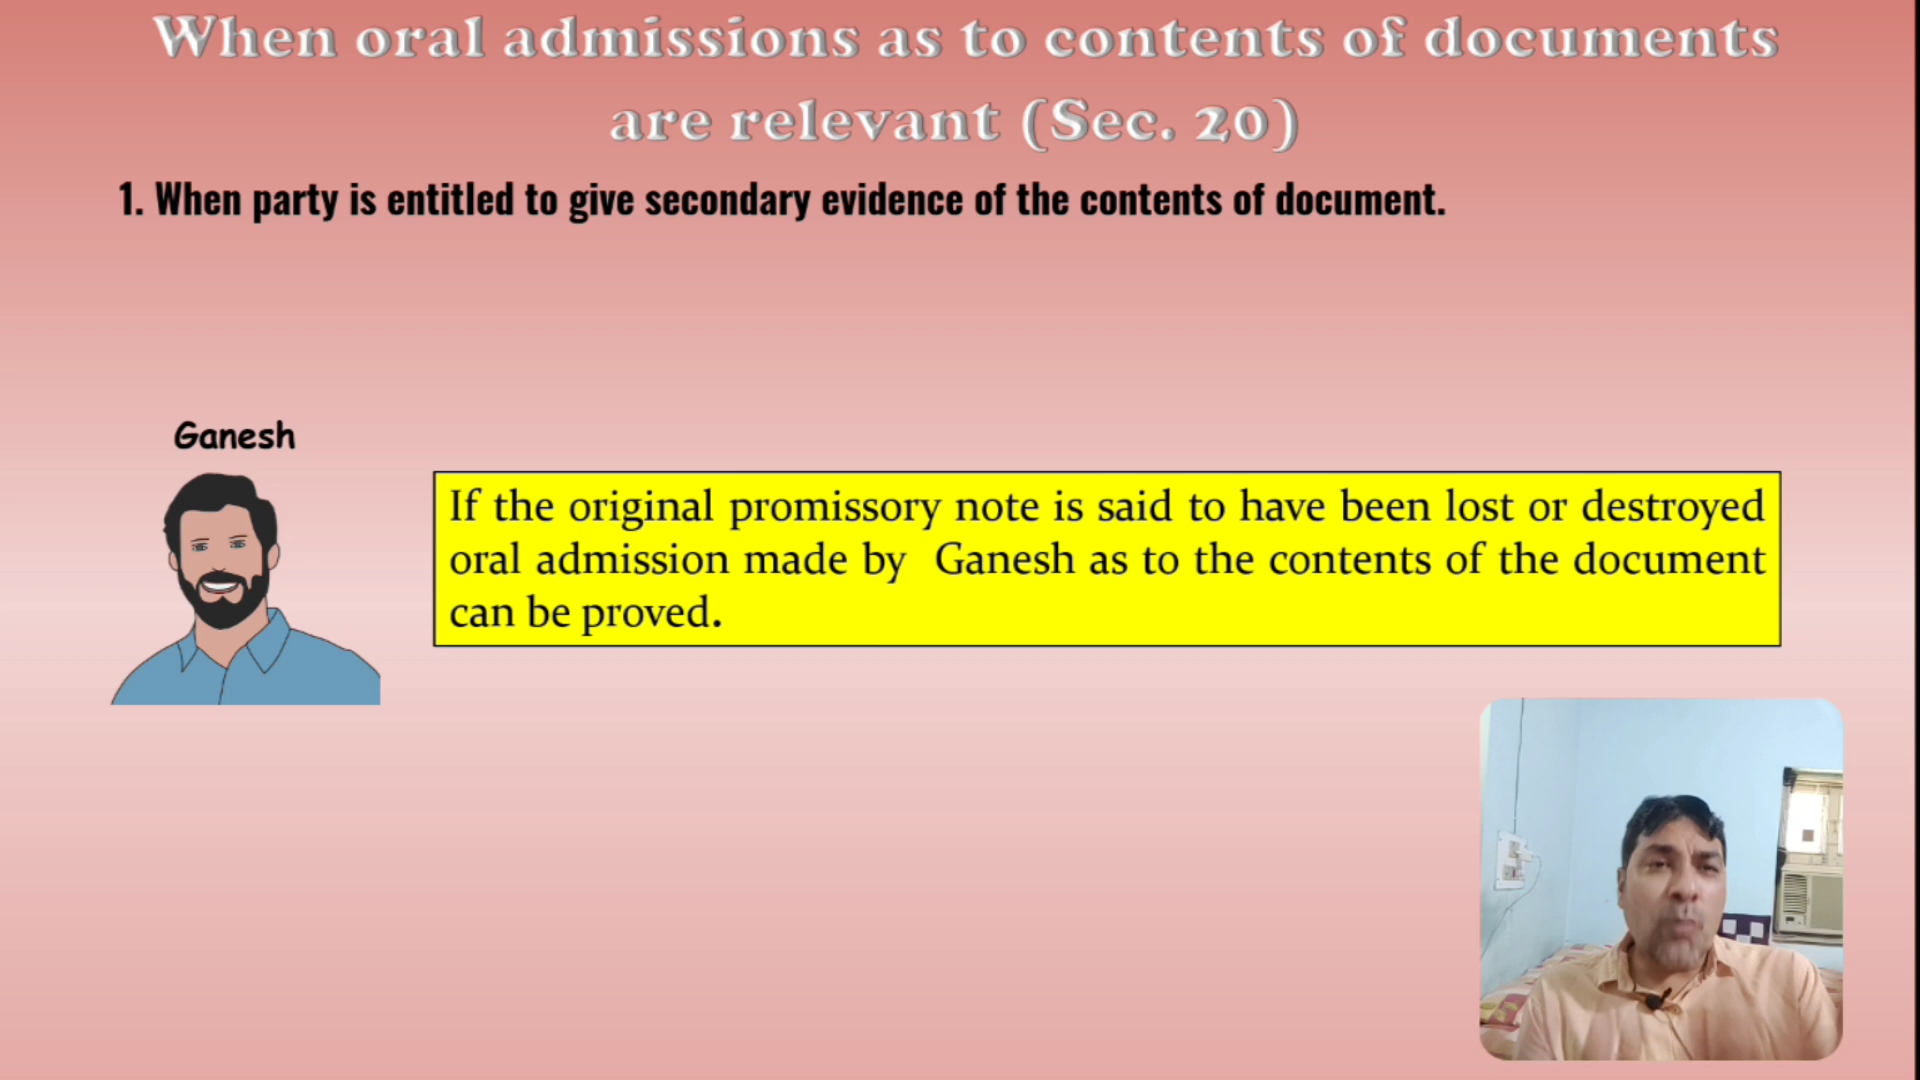 When oral admissions as to contents of documents
are relevant (Sec. 20)
1. When party is entitled to give secondary evidence of the contents of document.
Ganesh
If the original promissory note is said to have been lost or destroyed
oral admission made by Ganesh as to the contents of the document
can be proved.